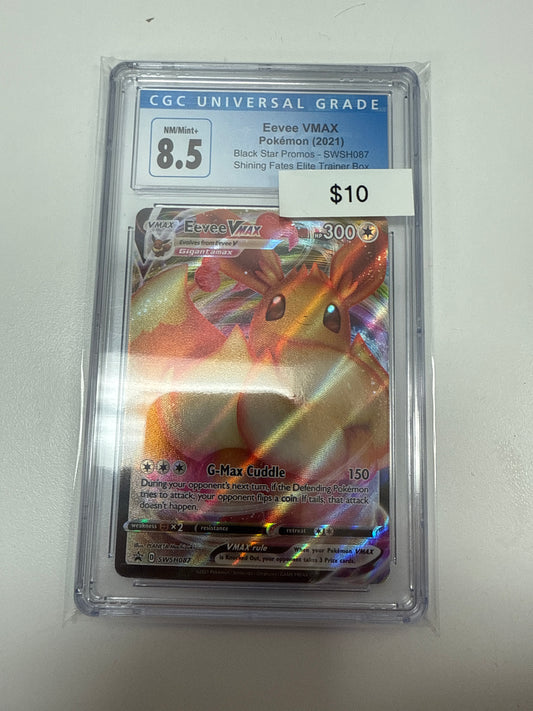 CGC UNIVERSAL GRADE
NM/Mint+
8.5
Eevee VMAX
Pokémon (2021)
Black Star Promos - SWSH087
Shining Fates Elite Trainer Box
$10
VMAX
Eevee VMAX
HP 300
Evolves from Eevee V
Gigantamax
G-Max Cuddle 150
During your opponent's next turn, if the Defending Pokémon
tries to attack, your opponent flips a coin. If tails, that attack
doesn't happen.
weakness ×2 resistance retreat
VMAX rule
When your Pokémon VMAX
is Knocked Out, your opponent takes 3 Prize cards.
D SWSH087